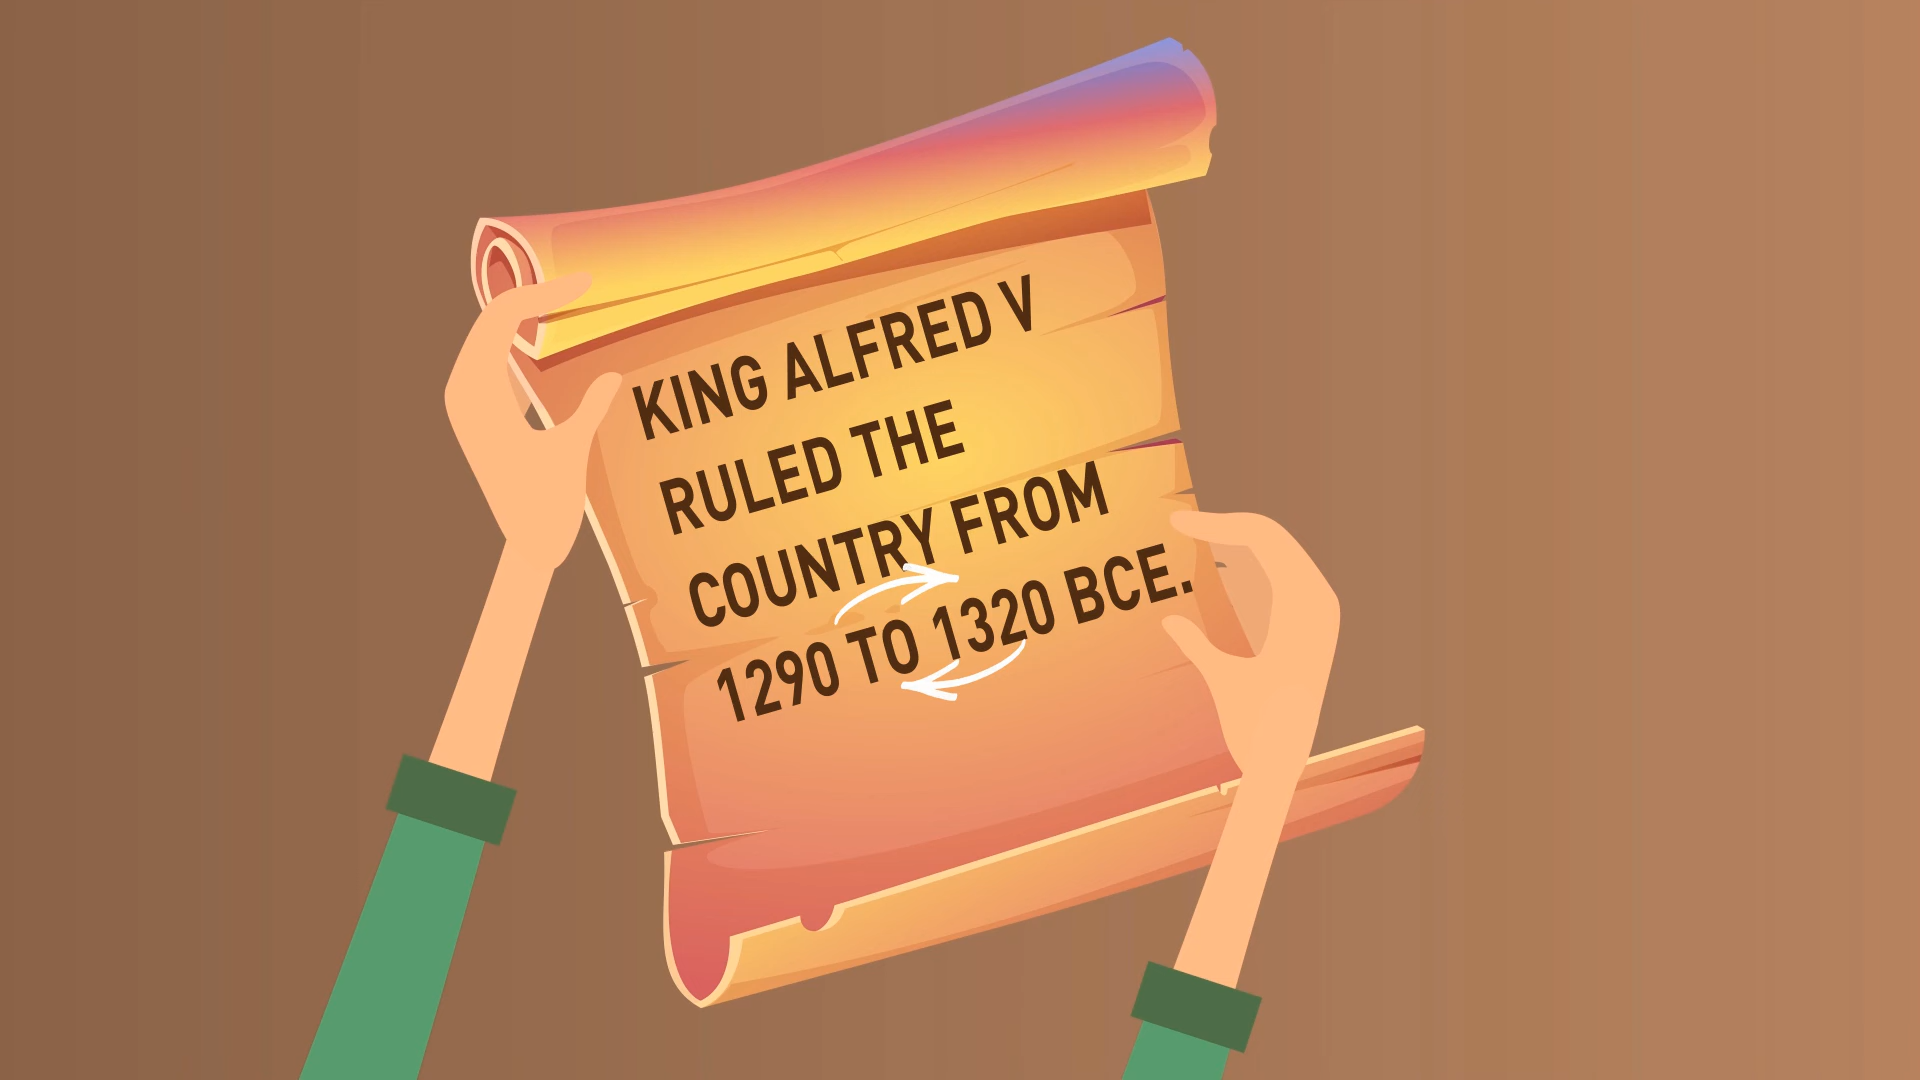 KING ALFRED V
RULED THE
COUNTRY FROM
1290 TO 1320 BCE.